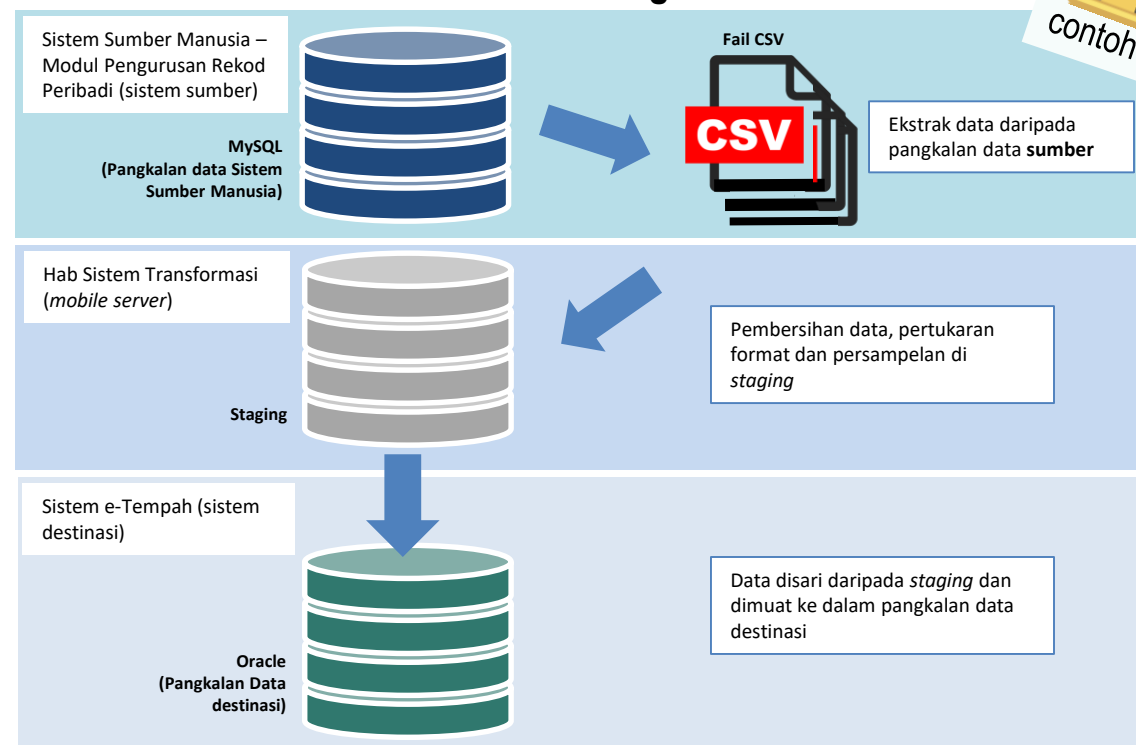 contoh
Sistem Sumber Manusia –
Modul Pengurusan Rekod
Peribadi (sistem sumber)
MySQL
(Pangkalan data Sistem
Sumber Manusia)
Fail CSV
CSV
Ekstrak data daripada
pangkalan data sumber
Hab Sistem Transformasi
(mobile server)
Staging
Pembersihan data, pertukaran
format dan persampelan di
staging
Sistem e-Tempah (sistem
destinasi)
Oracle
(Pangkalan Data
destinasi)
Data disari daripada staging dan
dimuat ke dalam pangkalan data
destinasi